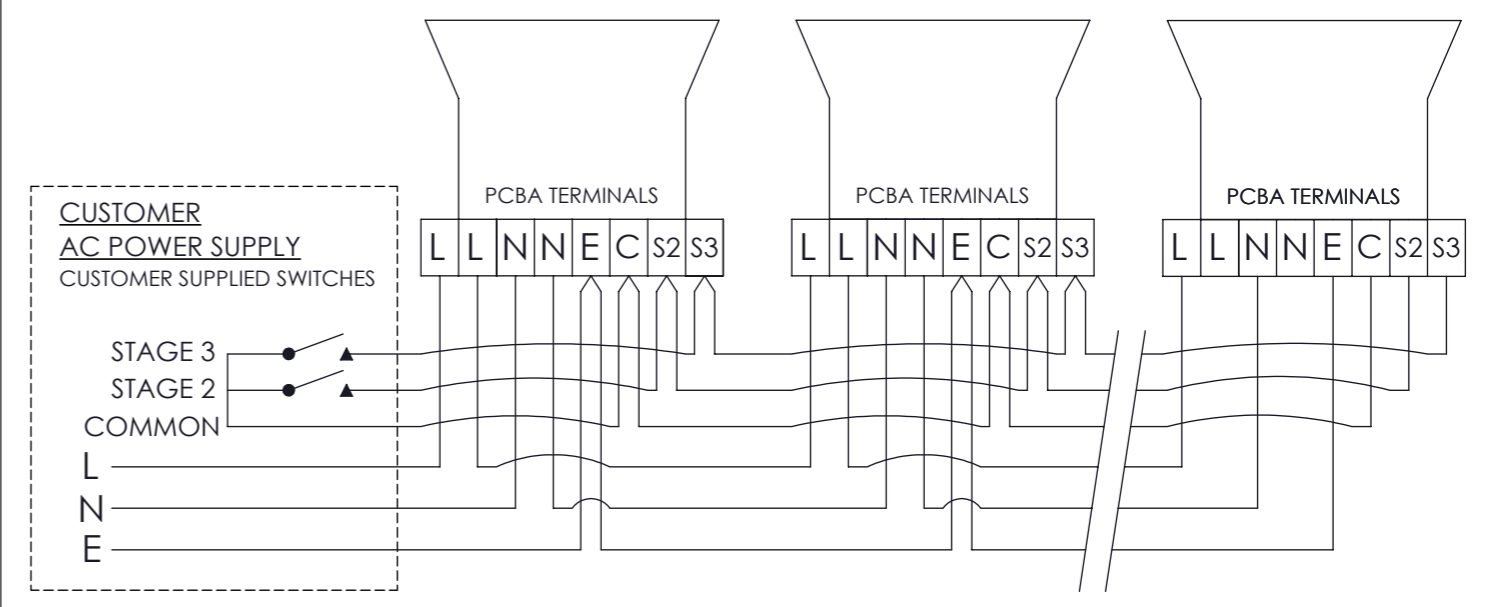 PCBA TERMINALS PCBA TERMINALS PCBA TERMINALS
L L N N E C S2 S3 L L N N E C S2 S3 L L N N E C S2 S3
CUSTOMER
AC POWER SUPPLY
CUSTOMER SUPPLIED SWITCHES
STAGE 3
STAGE 2
COMMON
L
N
E